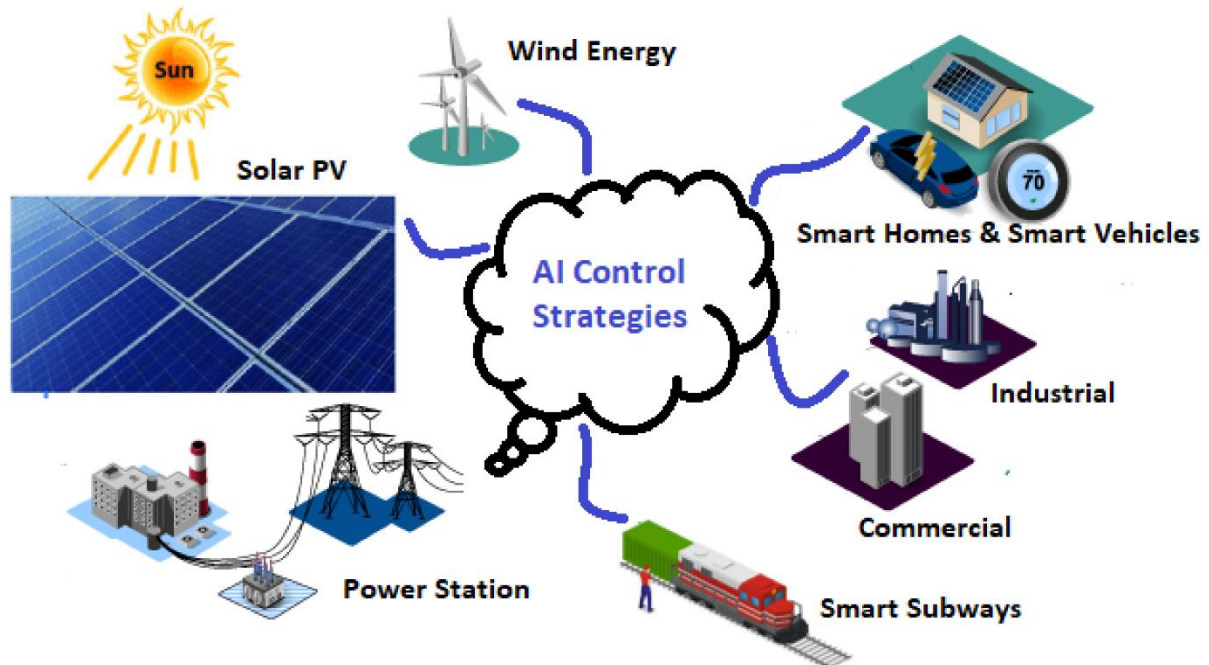 Sun
Wind Energy
Solar PV
70
Smart Homes & Smart Vehicles
AI Control
Strategies
Industrial
Commercial
Power Station
Smart Subways